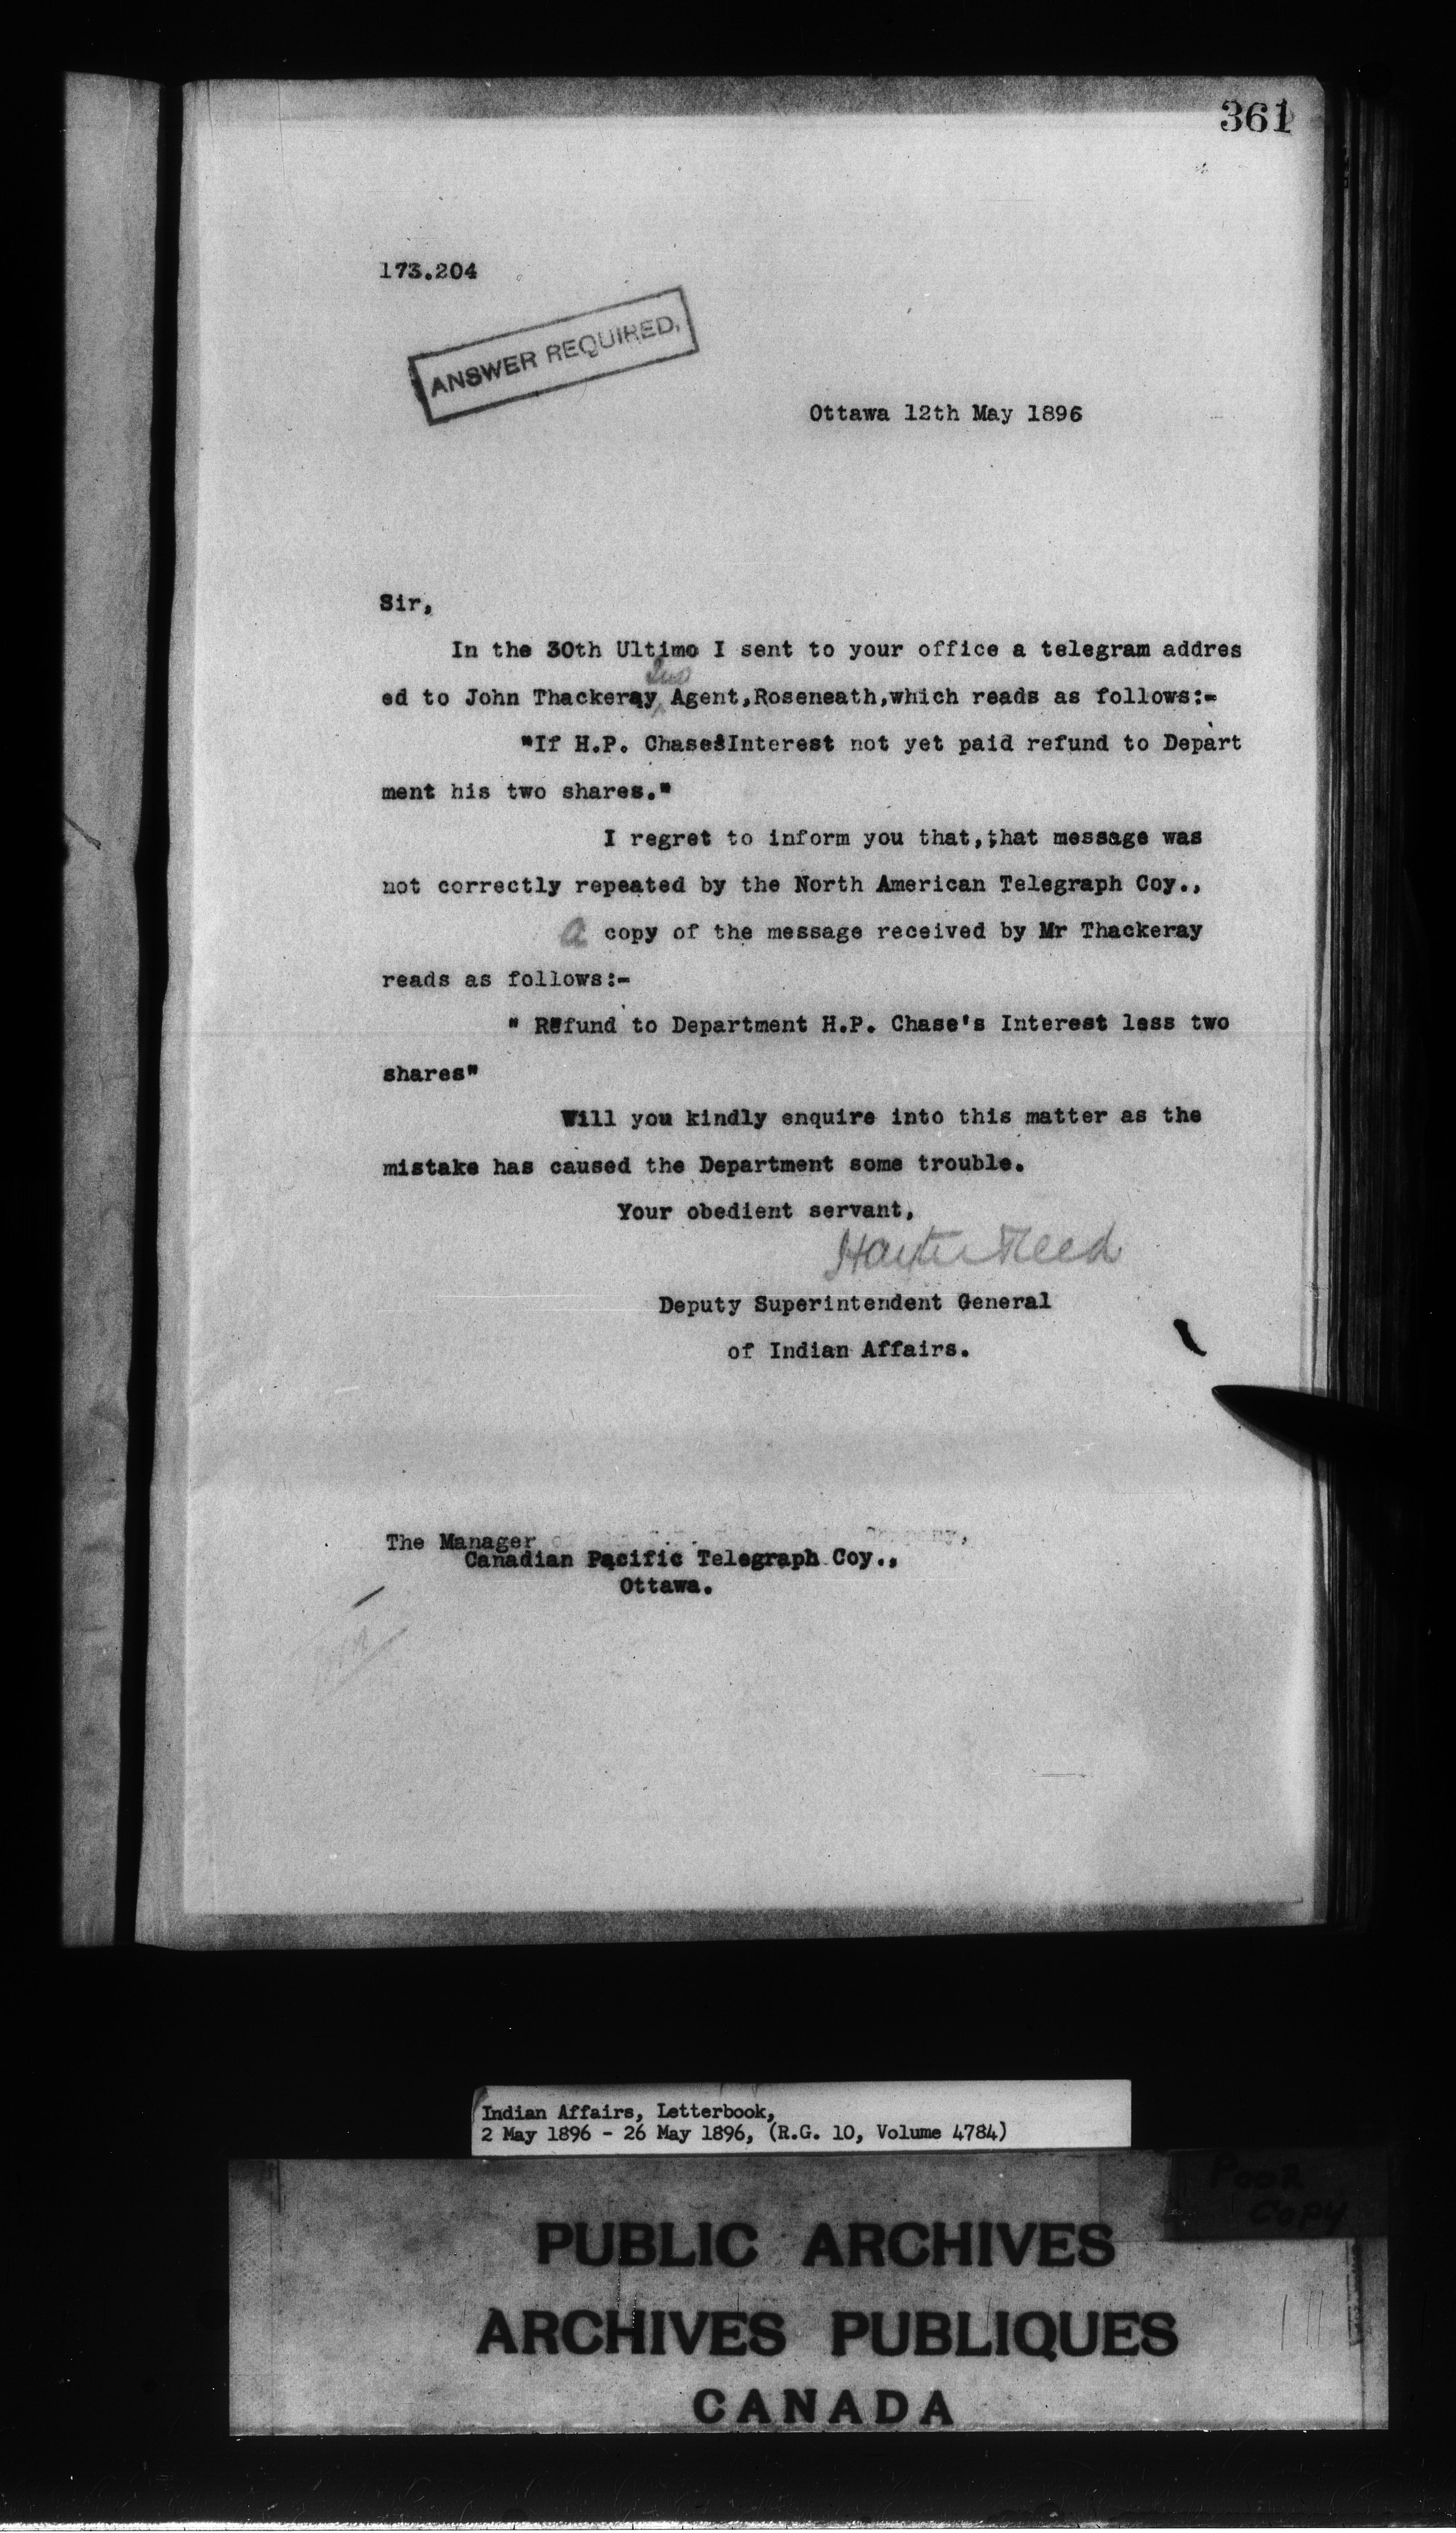 361
173.204
ANSWER REQUIRED.
Ottawa 12th May 1896
Sir,
In the 30th Ultimo I sent to your office a telegram addres
Ind
ed to John Thackeray Agent,Roseneath,which reads as follows:-
"If H.P. Chase's Interest not yet paid refund to Depart
ment his two shares."
I regret to inform you that,that message was
not correctly repeated by the North American Telegraph Coy.,
a copy of the message received by Mr Thackeray
reads as follows:-
" Refund to Department H.P. Chase's Interest less two
shares"
Will you kindly enquire into this matter as the
mistake has caused the Department some trouble.
Your obedient servant,
Hayter Reed
Deputy Superintendent General
of Indian Affairs.
The Manager
Canadian Pacific Telegraph Coy.,
Ottawa.
Indian Affairs, Letterbook,
2 May 1896 - 26 May 1896, (R.G. 10, Volume 4784)
Poor
Copy
PUBLIC ARCHIVES
ARCHIVES PUBLIQUES
CANADA